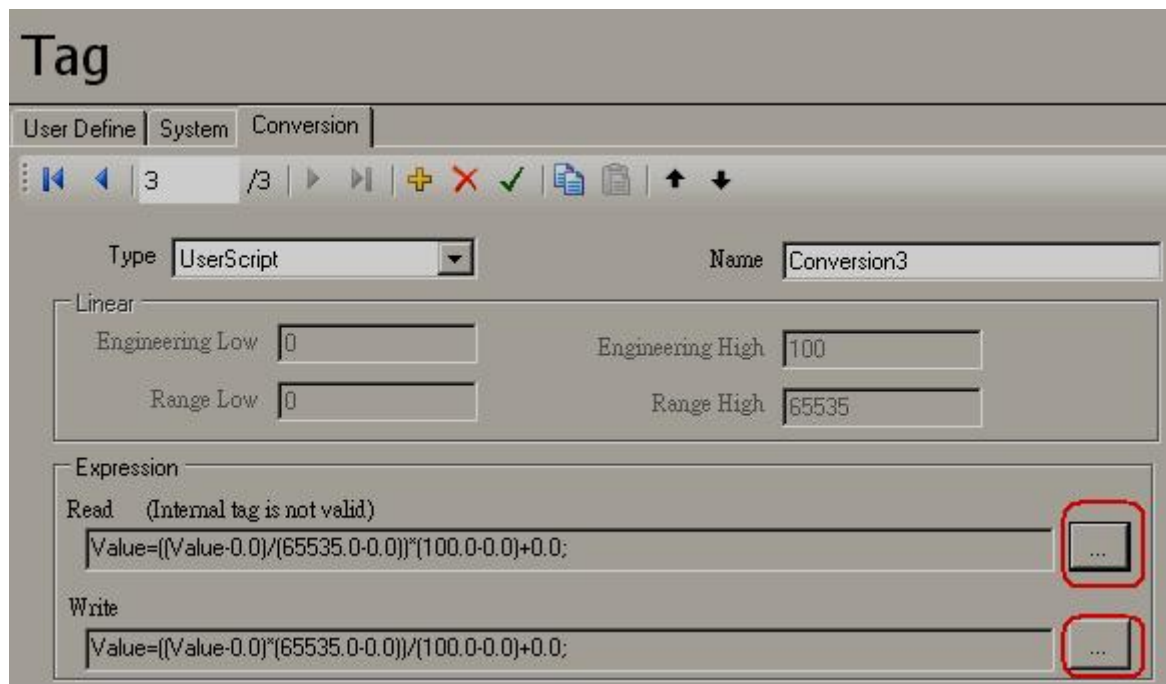 Tag
User Define System Conversion
3 /3
Type UserScript Name Conversion3
Linear
Engineering Low 0 Engineering High 100
Range Low 0 Range High 65535
Expression
Read (Internal tag is not valid)
Value=((Value-0.0)/(65535.0-0.0))*(100.0-0.0)+0.0;
...
Write
Value=((Value-0.0)*(65535.0-0.0))/(100.0-0.0)+0.0;
...